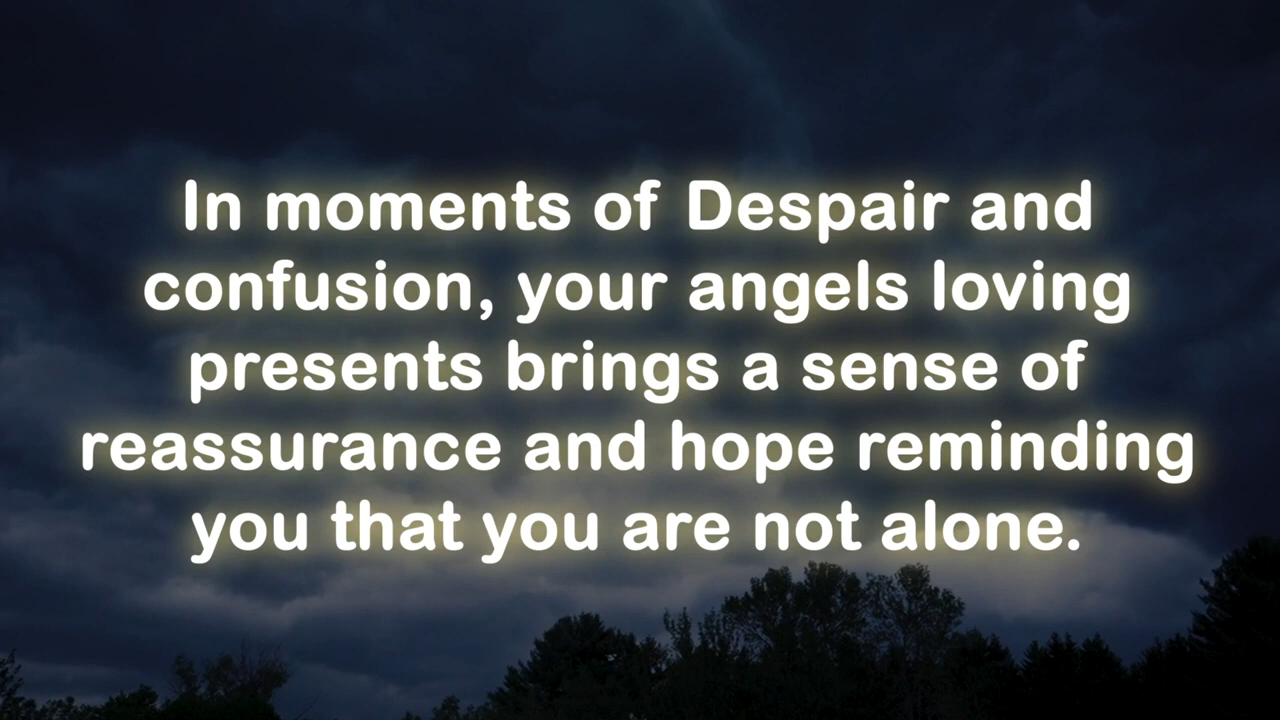 In moments of Despair and
confusion, your angels loving
presents brings a sense of
reassurance and hope reminding
you that you are not alone.